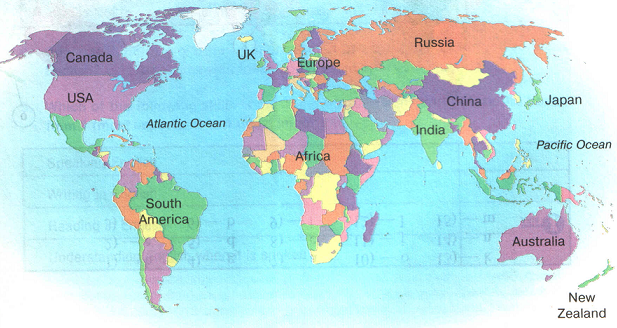 Canada
UK
Europe
Russia
USA
China
Japan
Atlantic Ocean
India
Pacific Ocean
Africa
South
America
Australia
New
Zealand